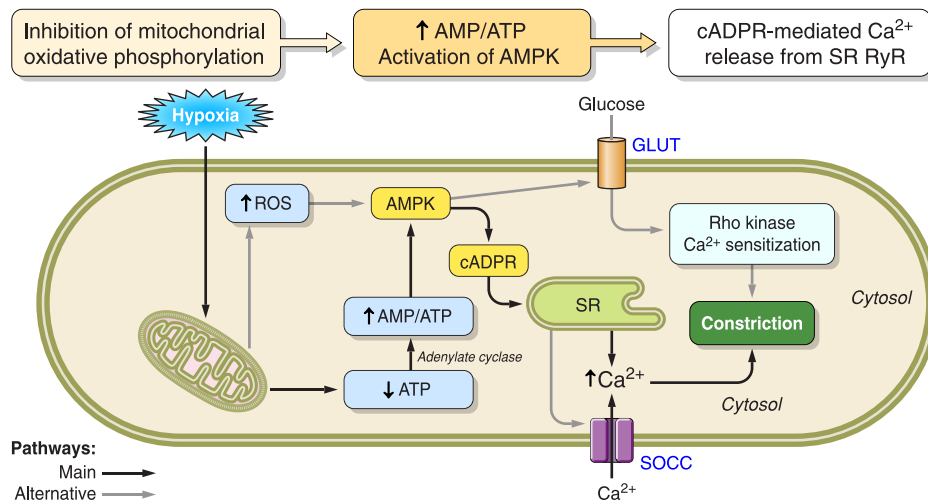 Inhibition of mitochondrial
oxidative phosphorylation
↑ AMP/ATP
Activation of AMPK
cADPR-mediated Ca²⁺
release from SR RyR
Hypoxia
Glucose
GLUT
↑ROS
AMPK
Rho kinase
Ca²⁺ sensitization
cADPR
SR
Cytosol
↑AMP/ATP
Constriction
Adenylate cyclase
↓ATP
↑Ca²⁺
Cytosol
Pathways:
Main
Alternative
SOCC
Ca²⁺